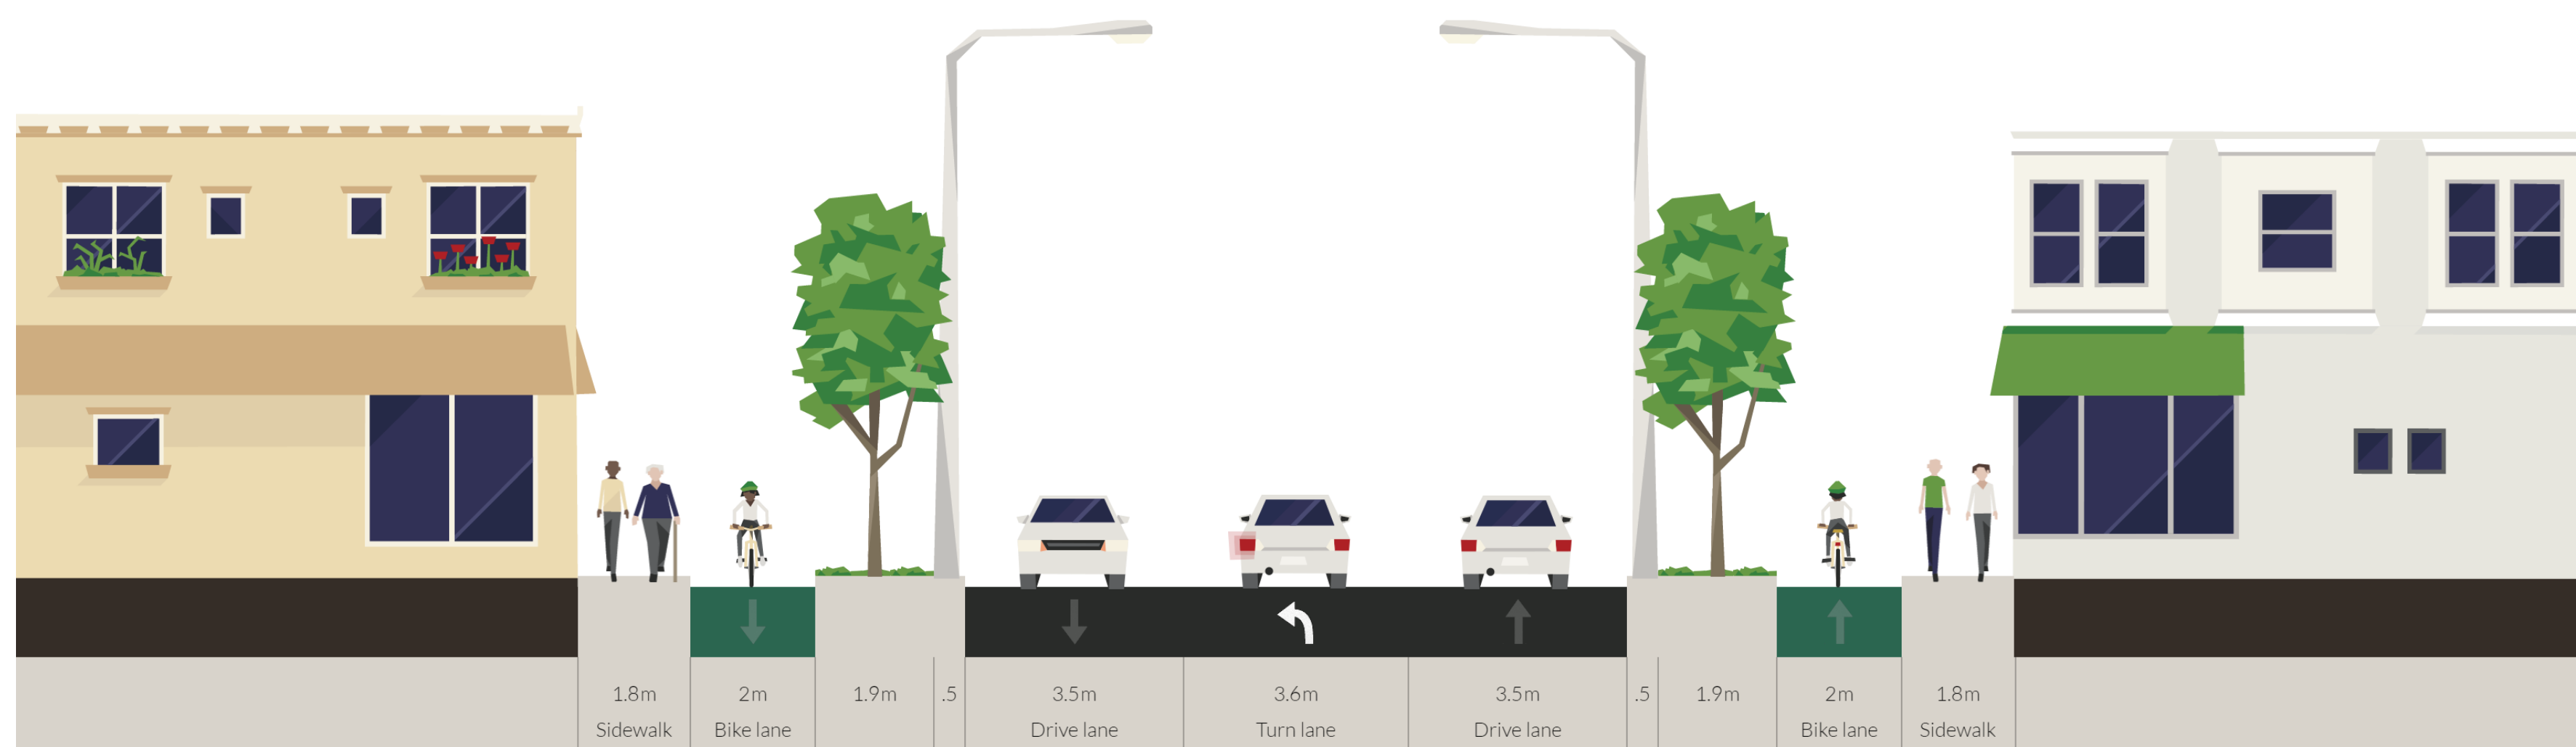 1.8m
Sidewalk
2m
Bike lane
1.9m
.5
3.5m
Drive lane
3.6m
Turn lane
3.5m
Drive lane
.5
1.9m
2m
Bike lane
1.8m
Sidewalk